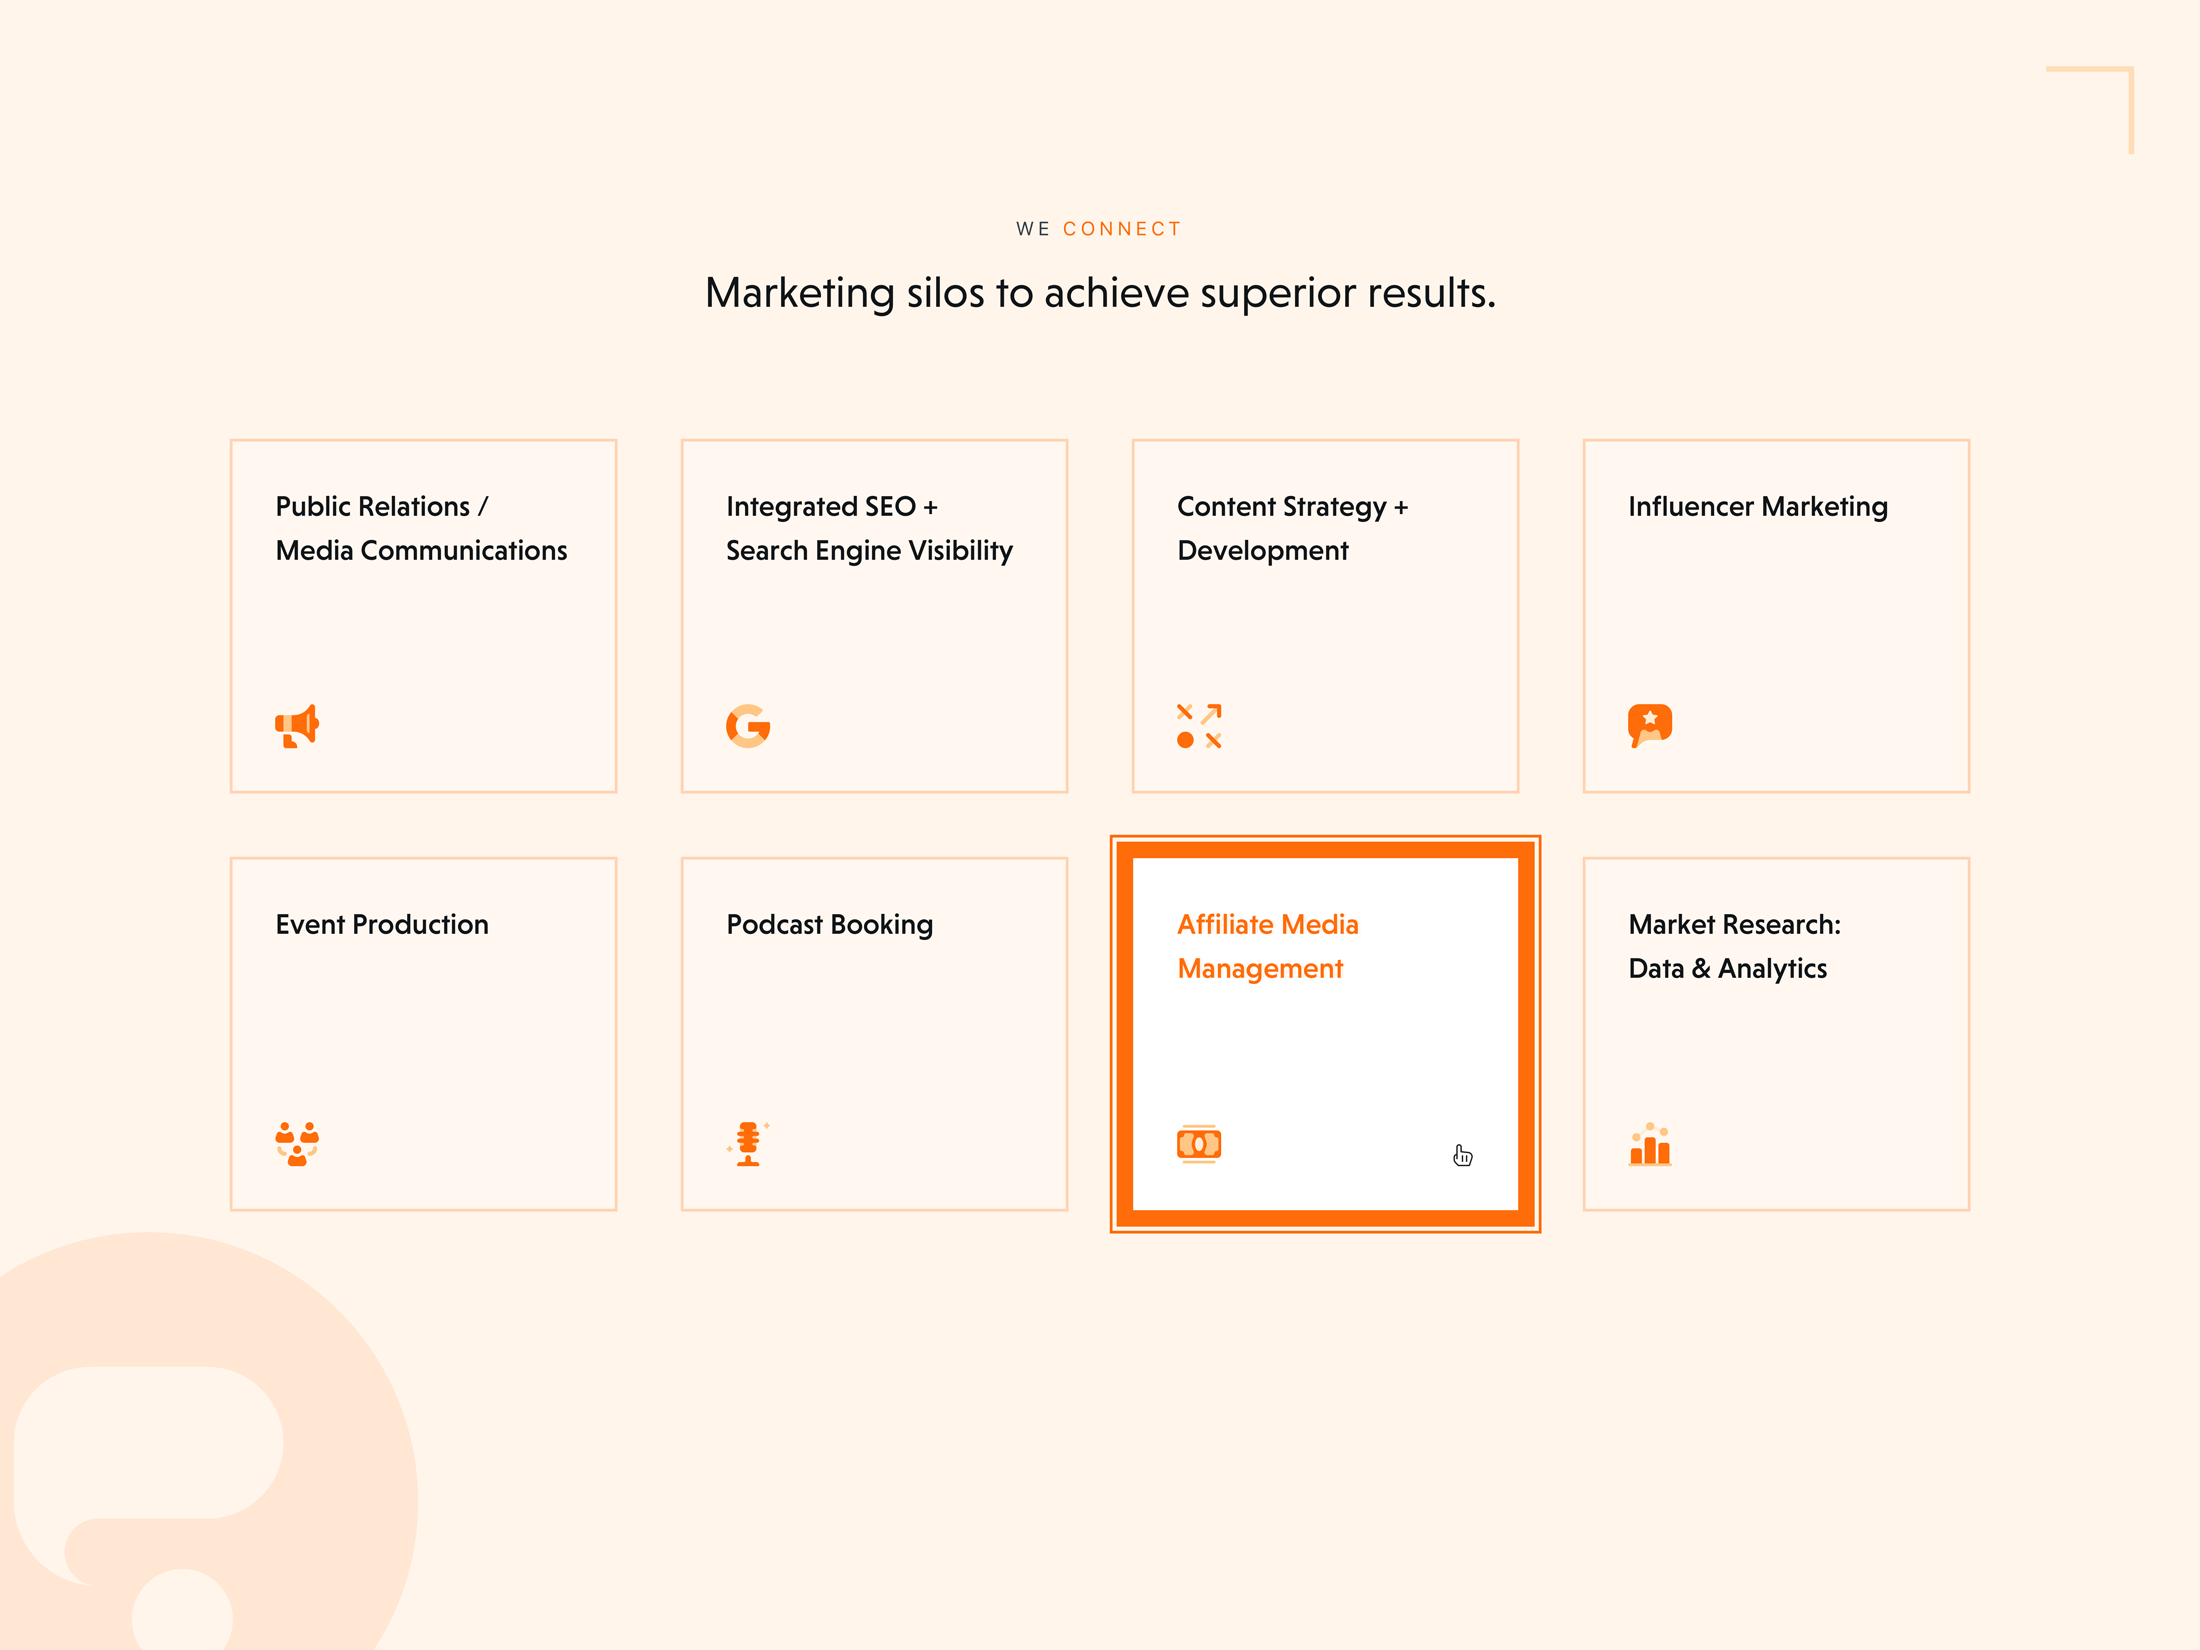 WE CONNECT
Marketing silos to achieve superior results.
Public Relations /
Media Communications
Integrated SEO +
Search Engine Visibility
Content Strategy +
Development
Influencer Marketing
Event Production
Podcast Booking
Affiliate Media
Management
Market Research:
Data & Analytics